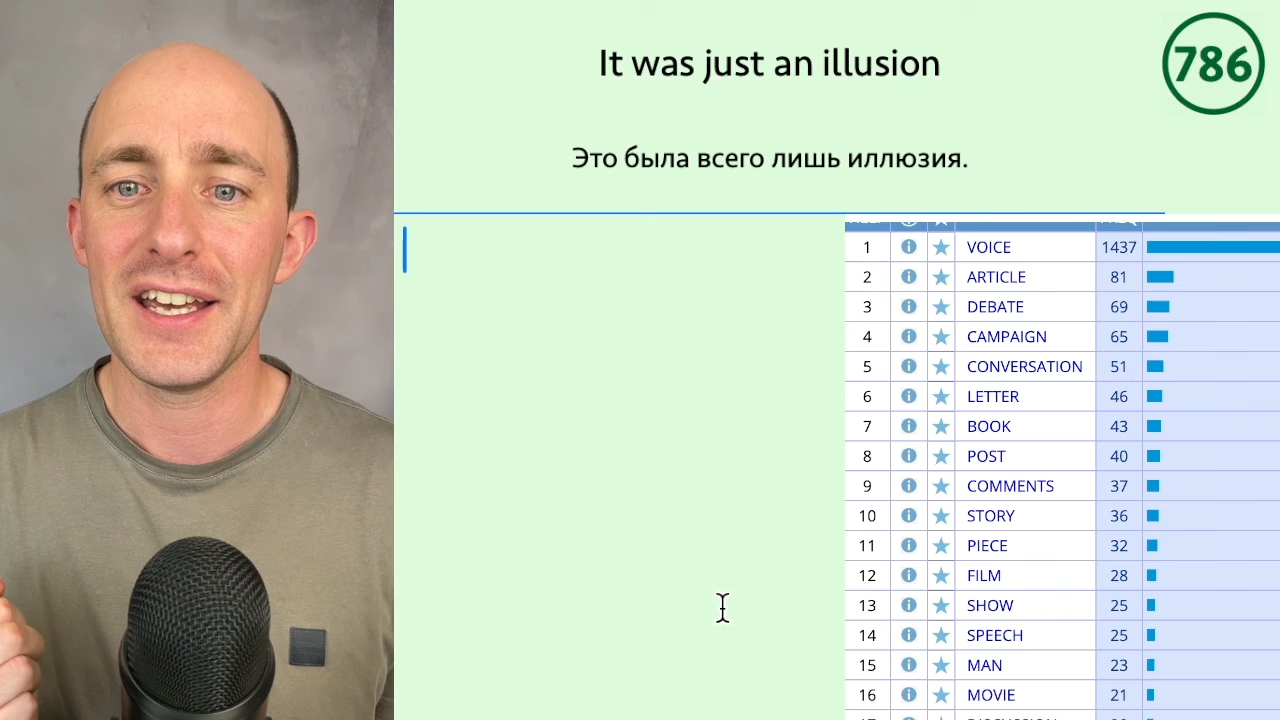 It was just an illusion
786
Это была всего лишь иллюзия.
1 VOICE 1437
2 ARTICLE 81
3 DEBATE 69
4 CAMPAIGN 65
5 CONVERSATION 51
6 LETTER 46
7 BOOK 43
8 POST 40
9 COMMENTS 37
10 STORY 36
11 PIECE 32
12 FILM 28
13 SHOW 25
14 SPEECH 25
15 MAN 23
16 MOVIE 21